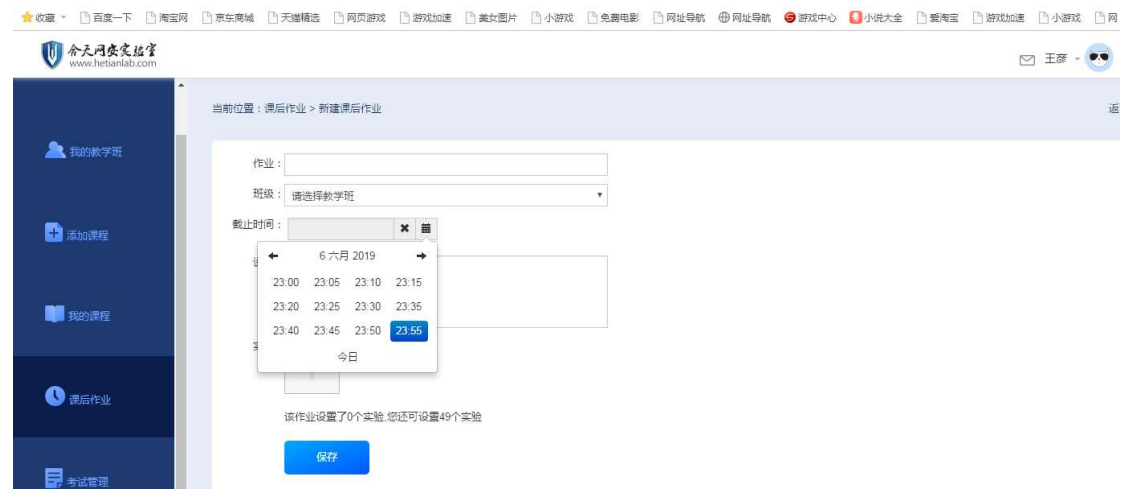 收藏 百度一下 淘宝网 京东商城 天猫精选 网页游戏 游戏加速 美女图片 小游戏 免费电影 网址导航 网址导航 游戏中心 小说大全 爱淘宝 游戏加速 小游戏 网
合天网安实验室
www.hetianlab.com
王彦
当前位置：课后作业 > 新建课后作业
返
我的教学班
添加课程
我的课程
课后作业
考试管理
作业：
班级： 请选择教学班
截止时间：
6 六月 2019
23:00 23:05 23:10 23:15
23:20 23:25 23:30 23:35
23:40 23:45 23:50 23:55
今日
该作业设置了0个实验,您还可设置49个实验
保存